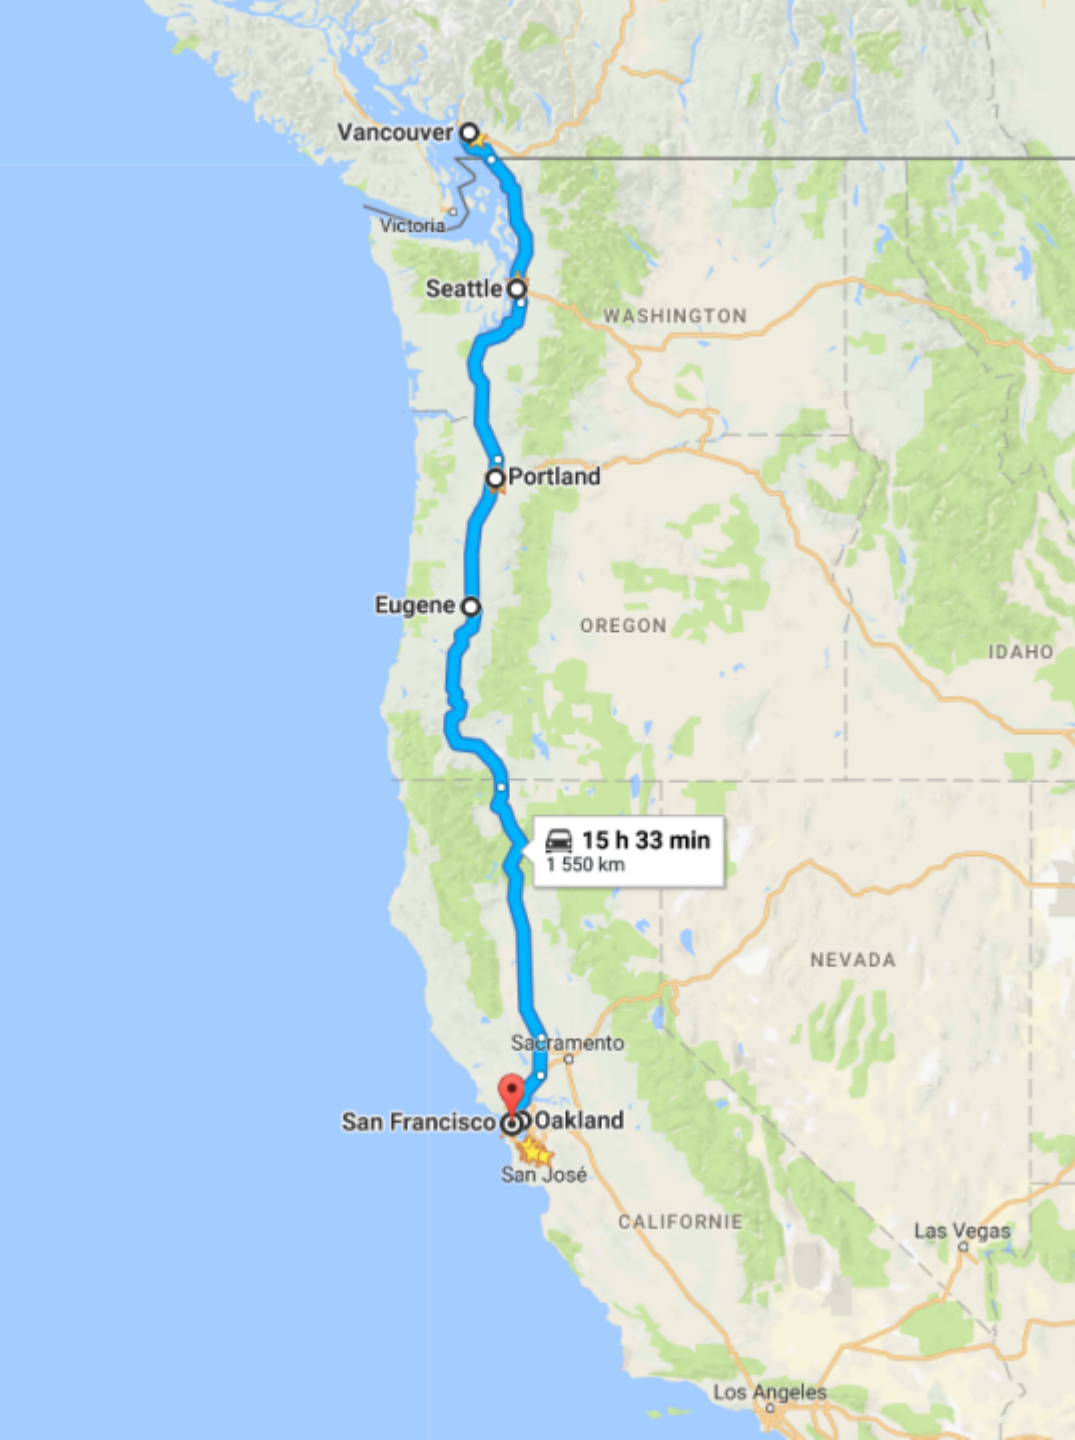 Vancouver
Victoria
Seattle
WASHINGTON
Portland
Eugene
OREGON
IDAHO
15 h 33 min
1 550 km
NEVADA
Sacramento
San Francisco
Oakland
San José
CALIFORNIE
Las Vegas
Los Angeles